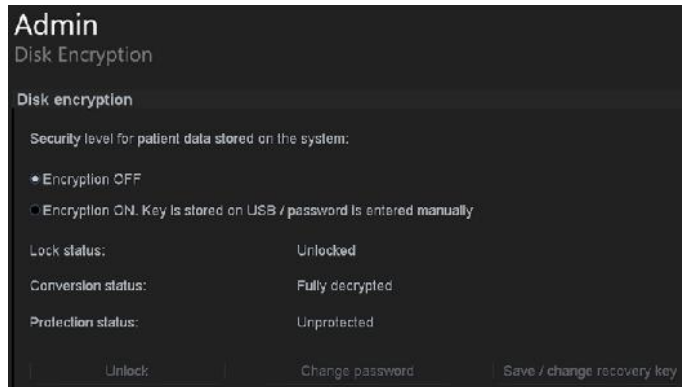 Admin
Disk Encryption
Disk encryption
Security level for patient data stored on the system:
Encryption OFF
Encryption ON. Key is stored on USB / password is entered manually
Lock status: Unlocked
Conversion status: Fully decrypted
Protection status: Unprotected
Unlock Change password Save / change recovery key